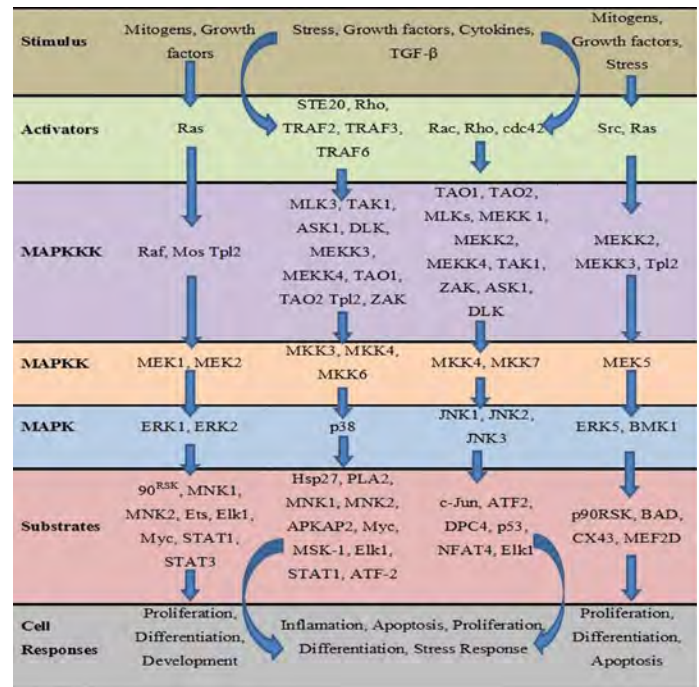 Stimulus
Mitogens, Growth
factors
Stress, Growth factors, Cytokines,
TGF-β
Mitogens,
Growth factors,
Stress
Activators
Ras
STE20, Rho,
TRAF2, TRAF3,
TRAF6
Rac, Rho, cdc42
Src, Ras
MAPKKK
Raf, Mos Tpl2
MLK3, TAK1,
ASK1, DLK,
MEKK3,
MEKK4, TAO1,
TAO2 Tpl2, ZAK
TAO1, TAO2,
MLKs, MEKK 1,
MEKK2,
MEKK4, TAK1,
ZAK, ASK1,
DLK
MEKK2,
MEKK3, Tpl2
MAPKK
MEK1, MEK2
MKK3, MKK4,
MKK6
MKK4, MKK7
MEK5
MAPK
ERK1, ERK2
p38
JNK1, JNK2,
JNK3
ERK5, BMK1
Substrates
90RSK, MNK1,
MNK2, Ets, Elk1,
Myc, STAT1,
STAT3
Hsp27, PLA2,
MNK1, MNK2,
APKAP2, Myc,
MSK-1, Elk1,
STAT1, ATF-2
c-Jun, ATF2,
DPC4, p53,
NFAT4, Elk1
p90RSK, BAD,
CX43, MEF2D
Cell
Responses
Proliferation,
Differentiation,
Development
Inflamation, Apoptosis, Proliferation,
Differentiation, Stress Response
Proliferation,
Differentiation,
Apoptosis